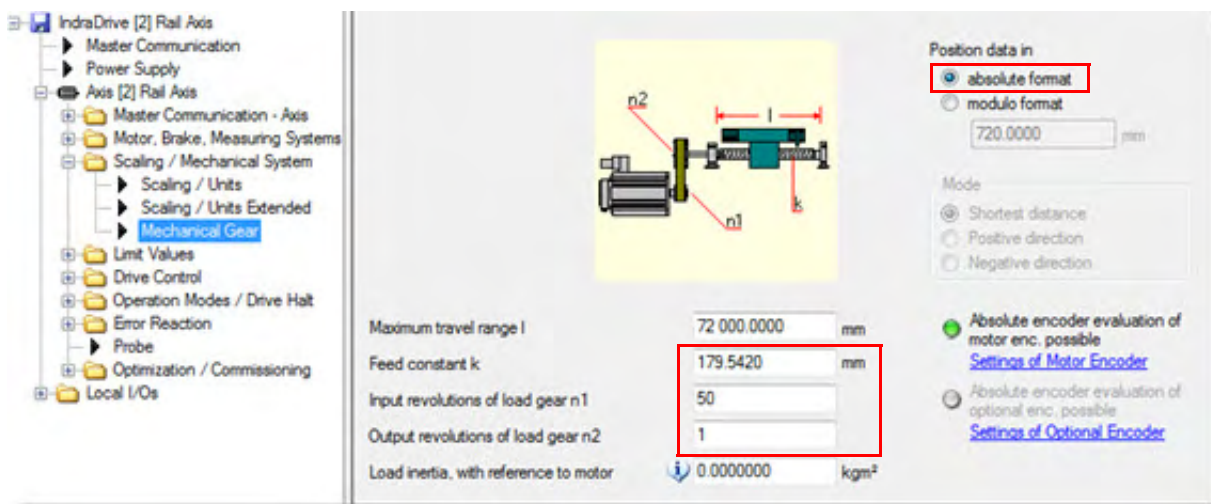 IndraDrive [2] Rail Axis
Master Communication
Power Supply
Axis [2] Rail Axis
Master Communication - Axis
Motor, Brake, Measuring Systems
Scaling / Mechanical System
Scaling / Units
Scaling / Units Extended
Mechanical Gear
Limit Values
Drive Control
Operation Modes / Drive Halt
Error Reaction
Probe
Optimization / Commissioning
Local I/Os
n2
l
k
n1
Position data in
absolute format
modulo format
720.0000 mm
Mode
Shortest distance
Positive direction
Negative direction
Maximum travel range l 72 000.0000 mm
Feed constant k 179.5420 mm
Input revolutions of load gear n1 50
Output revolutions of load gear n2 1
Load inertia, with reference to motor 0.0000000 kgm²
Absolute encoder evaluation of
motor enc. possible
Settings of Motor Encoder
Absolute encoder evaluation of
optional enc. possible
Settings of Optional Encoder